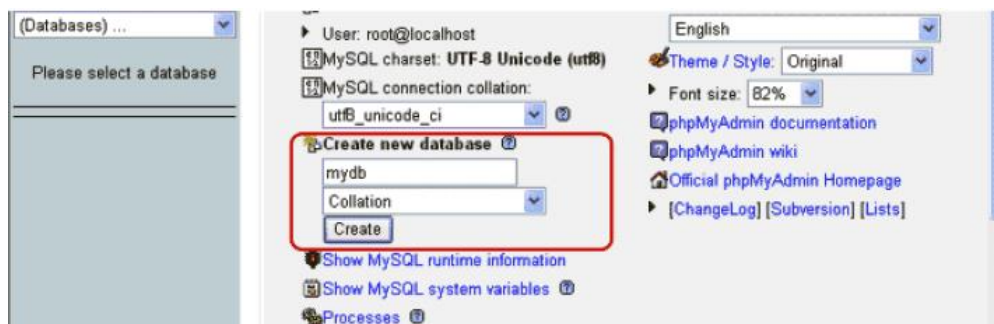 (Databases) ...
Please select a database
User: root@localhost
MySQL charset: UTF-8 Unicode (utf8)
MySQL connection collation:
utf8_unicode_ci
Create new database
mydb
Collation
Create
Show MySQL runtime information
Show MySQL system variables
Processes
English
Theme / Style: Original
Font size: 82%
phpMyAdmin documentation
phpMyAdmin wiki
Official phpMyAdmin Homepage
[ChangeLog] [Subversion] [Lists]